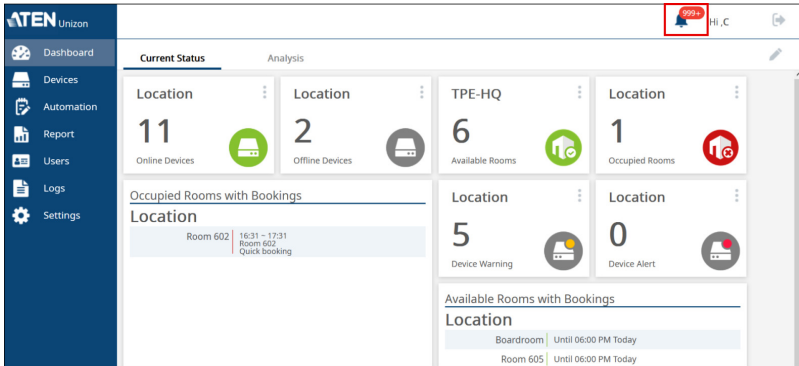 ATEN Unizon
999+
Hi ,C
Dashboard
Devices
Automation
Report
Users
Logs
Settings
Current Status
Analysis
Location
11
Online Devices
Location
2
Offline Devices
TPE-HQ
6
Available Rooms
Location
1
Occupied Rooms
Occupied Rooms with Bookings
Location
Room 602
16:31 ~ 17:31
Room 602
Quick booking
Location
5
Device Warning
Location
0
Device Alert
Available Rooms with Bookings
Location
Boardroom Until 06:00 PM Today
Room 605 Until 06:00 PM Today